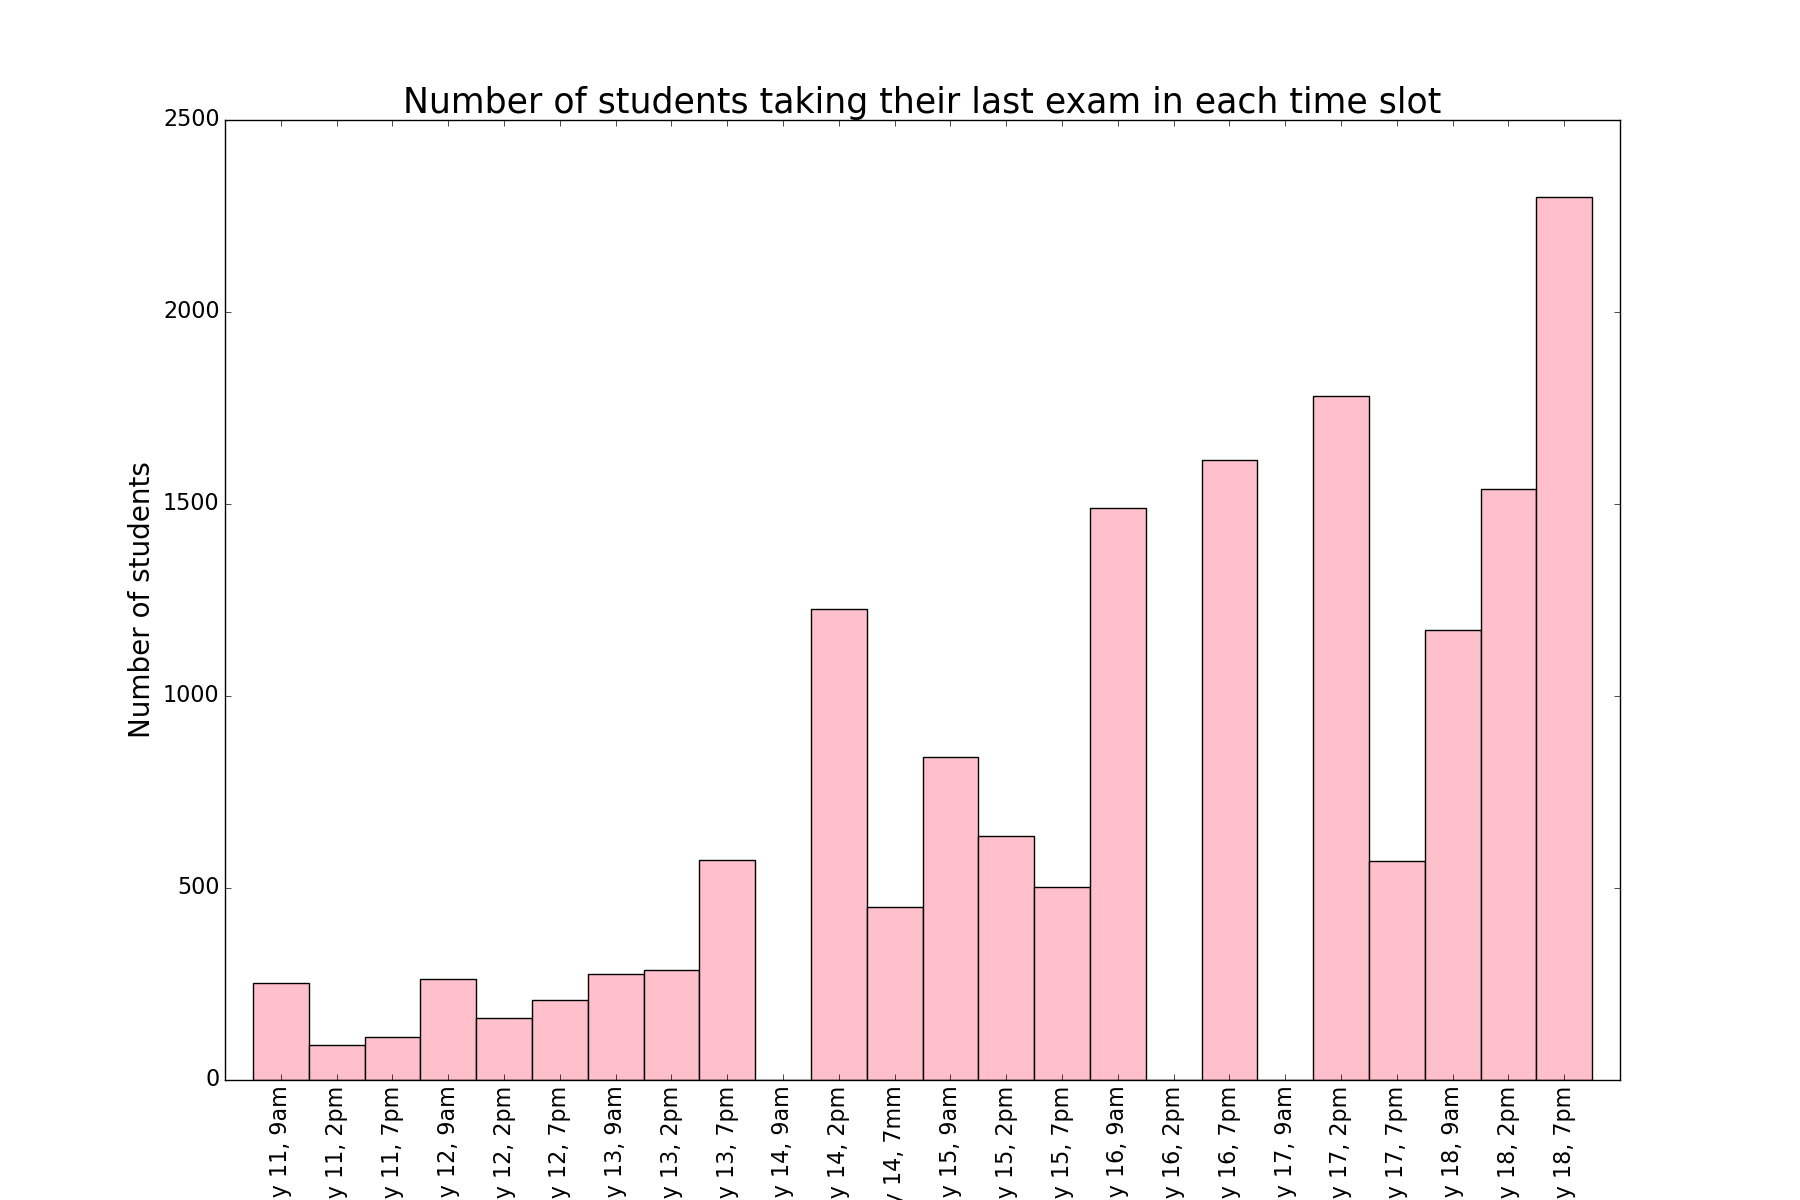 Number of students taking their last exam in each time slot
Number of students
2500
2000
1500
1000
500
0
y 11, 9am
y 11, 2pm
y 11, 7pm
y 12, 9am
y 12, 2pm
y 12, 7pm
y 13, 9am
y 13, 2pm
y 13, 7pm
y 14, 9am
y 14, 2pm
y 14, 7mm
y 15, 9am
y 15, 2pm
y 15, 7pm
y 16, 9am
y 16, 2pm
y 16, 7pm
y 17, 9am
y 17, 2pm
y 17, 7pm
y 18, 9am
y 18, 2pm
y 18, 7pm